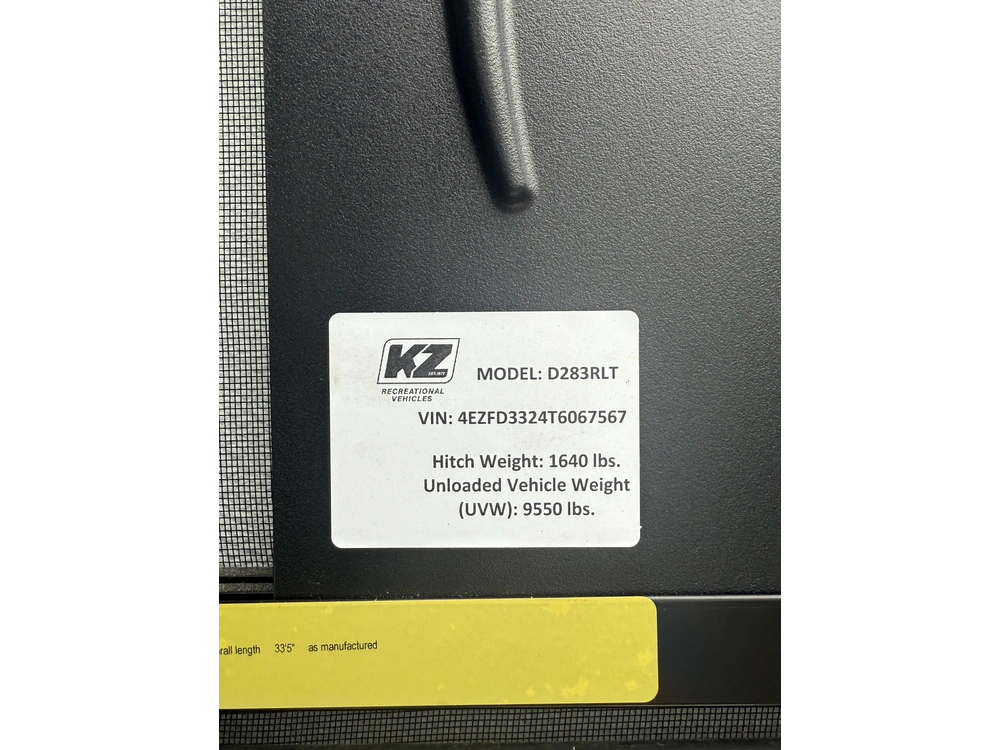 KZ
EST. 1972
RECREATIONAL
VEHICLES
MODEL: D283RLT
VIN: 4EZFD3324T6067567
Hitch Weight: 1640 lbs.
Unloaded Vehicle Weight
(UVW): 9550 lbs.
rall length 33'5" as manufactured